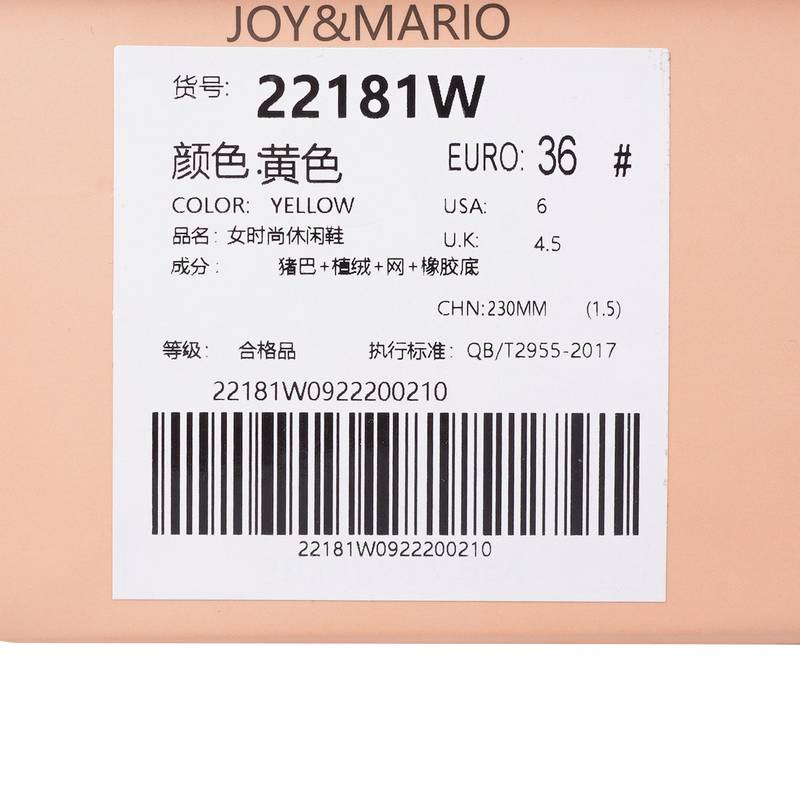 JOY&MARIO
货号: 22181W
颜色:黄色 EURO: 36 #
COLOR: YELLOW USA: 6
品名: 女时尚休闲鞋 U.K: 4.5
成分: 猪巴+植绒+网+橡胶底
CHN:230MM (1.5)
等级: 合格品 执行标准: QB/T2955-2017
22181W0922200210
22181W0922200210